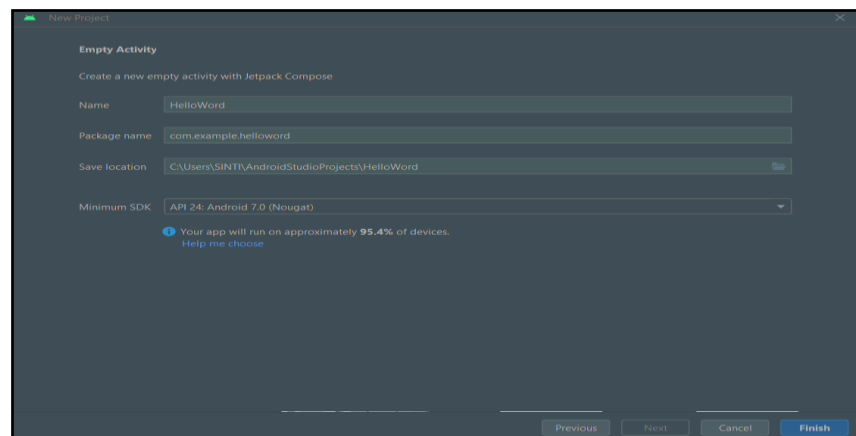 New Project
Empty Activity
Create a new empty activity with Jetpack Compose
Name HelloWord
Package name com.example.helloword
Save location C:\Users\SINTI\AndroidStudioProjects\HelloWord
Minimum SDK API 24: Android 7.0 (Nougat)
Your app will run on approximately 95.4% of devices.
Help me choose
Previous Next Cancel Finish